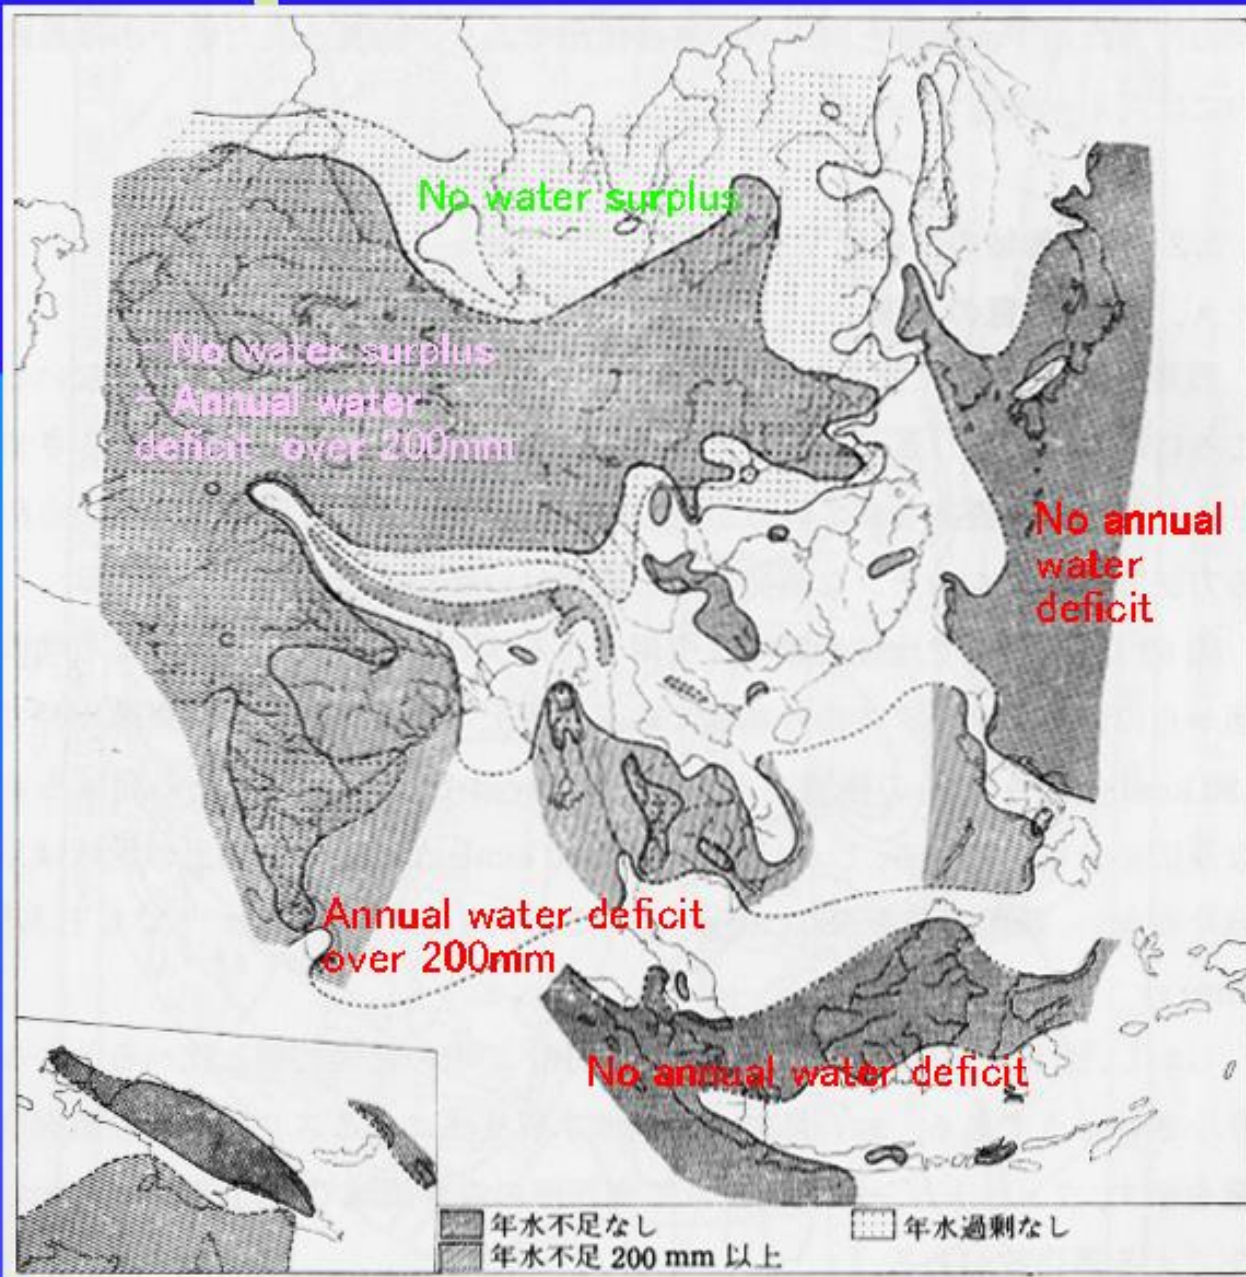 No water surplus
- No water surplus
- Annual water
deficit over 200mm
No annual
water
deficit
Annual water deficit
over 200mm
No annual water deficit
年水不足なし
年水過剰なし
年水不足 200 mm 以上